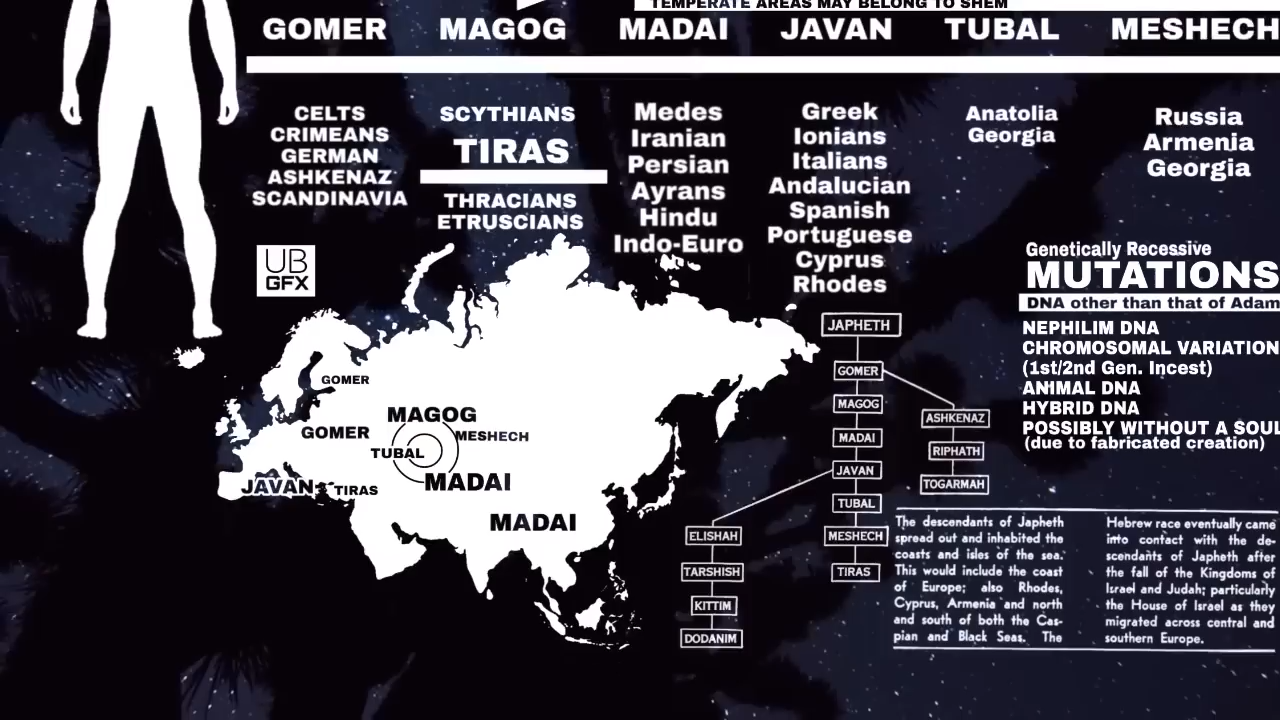 TEMPERATE AREAS MAY BELONG TO SHEM
GOMER
MAGOG
MADAI
JAVAN
TUBAL
MESHECH
CELTS
CRIMEANS
GERMAN
ASHKENAZ
SCANDINAVIA
SCYTHIANS
TIRAS
THRACIANS
ETRUSCIANS
Medes
Iranian
Persian
Ayrans
Hindu
Indo-Euro
Greek
Ionians
Italians
Andalucian
Spanish
Portuguese
Cyprus
Rhodes
Anatolia
Georgia
Russia
Armenia
Georgia
UB
GFX
Genetically Recessive
MUTATIONS
DNA other than that of Adam
NEPHILIM DNA
CHROMOSOMAL VARIATION
(1st/2nd Gen. Incest)
ANIMAL DNA
HYBRID DNA
POSSIBLY WITHOUT A SOUL
(due to fabricated creation)
GOMER
MAGOG
GOMER
MESHECH
TUBAL
MADAI
JAVAN
TIRAS
MADAI
JAPHETH
GOMER
MAGOG
MADAI
JAVAN
TUBAL
MESHECH
TIRAS
ASHKENAZ
RIPHATH
TOGARMAH
ELISHAH
TARSHISH
KITTIM
DODANIM
The descendants of Japheth
spread out and inhabited the
coasts and isles of the sea.
This would include the coast
of Europe; also Rhodes,
Cyprus, Armenia and north
and south of both the Cas-
pian and Black Seas. The
Hebrew race eventually came
into contact with the de-
scendants of Japheth after
the fall of the Kingdoms of
Israel and Judah; particularly
the House of Israel as they
migrated across central and
southern Europe.